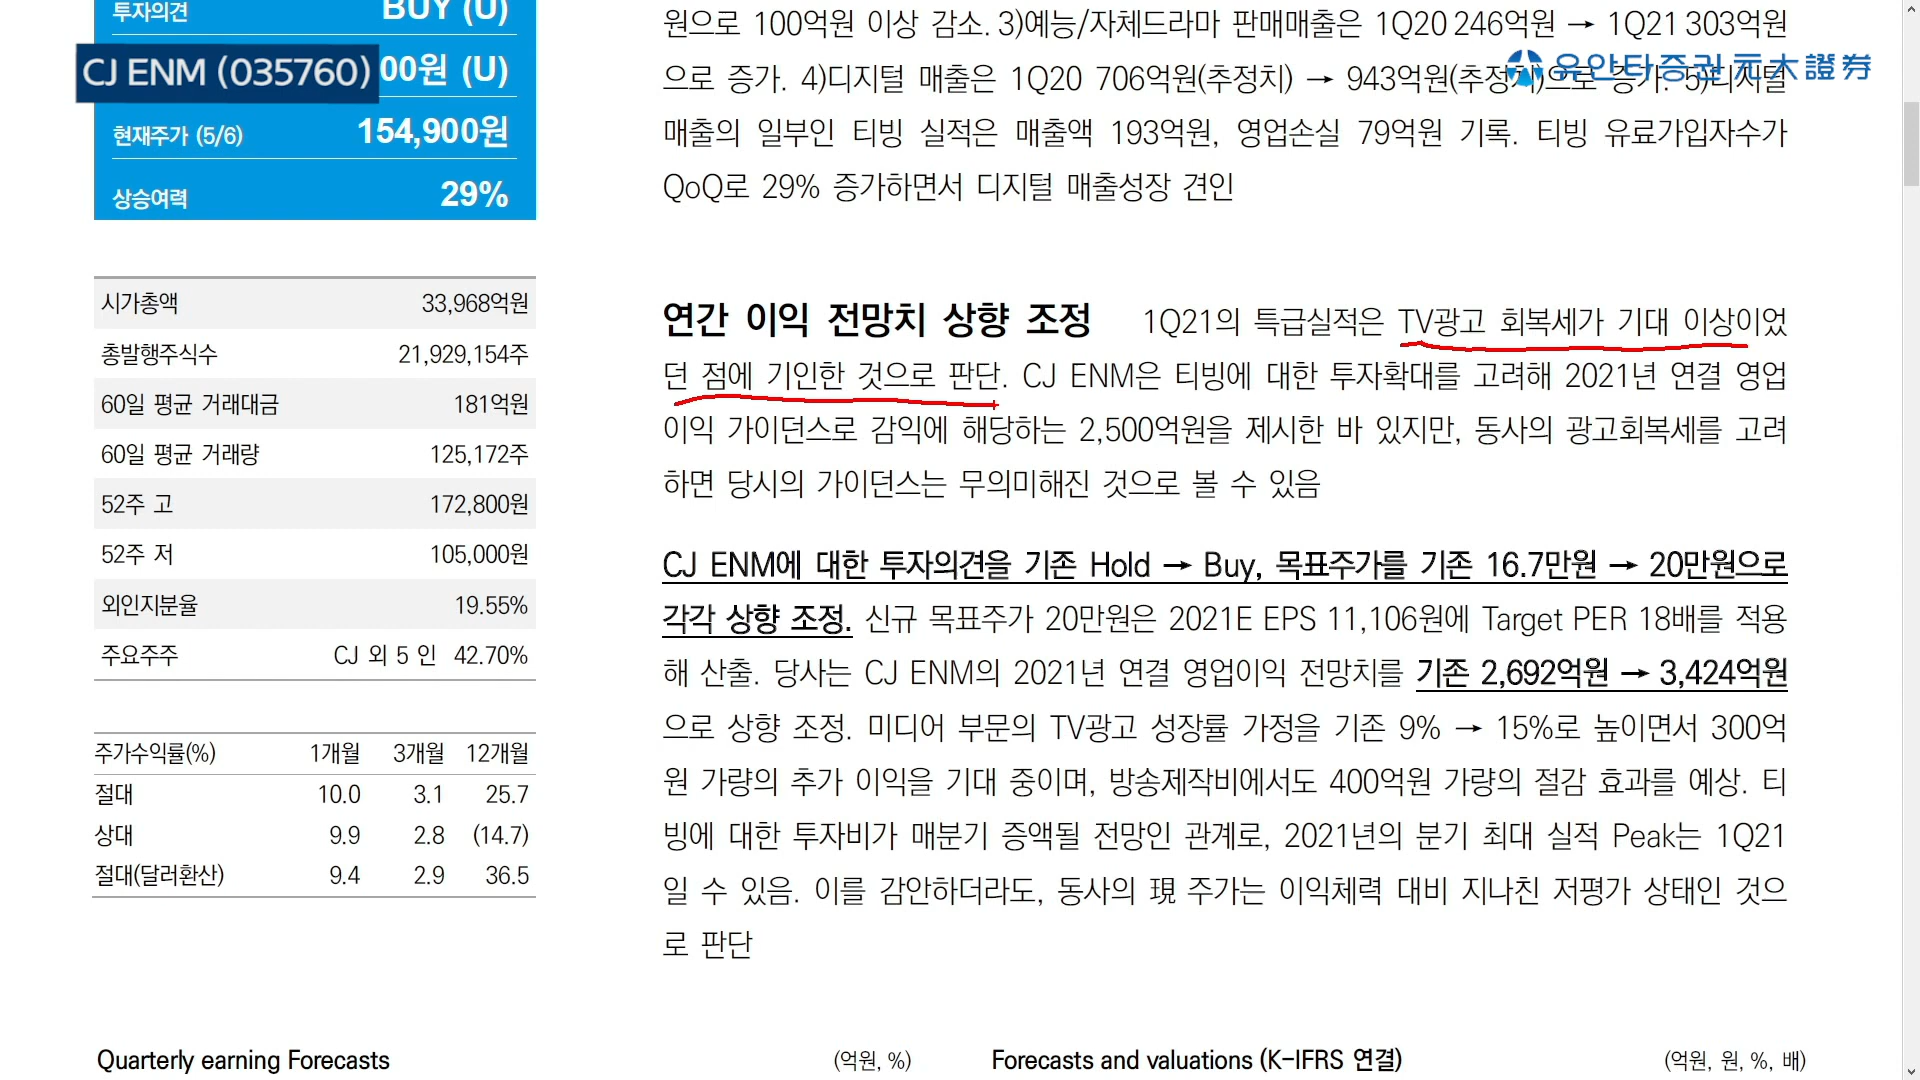 투자의견 BUY (U)
CJ ENM (035760) 00원 (U)
현재주가 (5/6) 154,900원
상승여력 29%
시가총액 33,968억원
총발행주식수 21,929,154주
60일 평균 거래대금 181억원
60일 평균 거래량 125,172주
52주 고 172,800원
52주 저 105,000원
외인지분율 19.55%
주요주주 CJ 외 5 인 42.70%
주가수익률(%) 1개월 3개월 12개월
절대 10.0 3.1 25.7
상대 9.9 2.8 (14.7)
절대(달러환산) 9.4 2.9 36.5
유안타증권 元大證券
원으로 100억원 이상 감소. 3)예능/자체드라마 판매매출은 1Q20 246억원 → 1Q21 303억원
으로 증가. 4)디지털 매출은 1Q20 706억원(추정치) → 943억원(추정치)으로 증가. 5)디지털
매출의 일부인 티빙 실적은 매출액 193억원, 영업손실 79억원 기록. 티빙 유료가입자수가
QoQ로 29% 증가하면서 디지털 매출성장 견인
연간 이익 전망치 상향 조정 1Q21의 특급실적은 TV광고 회복세가 기대 이상이었
던 점에 기인한 것으로 판단. CJ ENM은 티빙에 대한 투자확대를 고려해 2021년 연결 영업
이익 가이던스로 감익에 해당하는 2,500억원을 제시한 바 있지만, 동사의 광고회복세를 고려
하면 당시의 가이던스는 무의미해진 것으로 볼 수 있음
CJ ENM에 대한 투자의견을 기존 Hold → Buy, 목표주가를 기존 16.7만원 → 20만원으로
각각 상향 조정. 신규 목표주가 20만원은 2021E EPS 11,106원에 Target PER 18배를 적용
해 산출. 당사는 CJ ENM의 2021년 연결 영업이익 전망치를 기존 2,692억원 → 3,424억원
으로 상향 조정. 미디어 부문의 TV광고 성장률 가정을 기존 9% → 15%로 높이면서 300억
원 가량의 추가 이익을 기대 중이며, 방송제작비에서도 400억원 가량의 절감 효과를 예상. 티
빙에 대한 투자비가 매분기 증액될 전망인 관계로, 2021년의 분기 최대 실적 Peak는 1Q21
일 수 있음. 이를 감안하더라도, 동사의 現 주가는 이익체력 대비 지나친 저평가 상태인 것으
로 판단
Quarterly earning Forecasts (억원, %)
Forecasts and valuations (K-IFRS 연결) (억원, 원, %, 배)